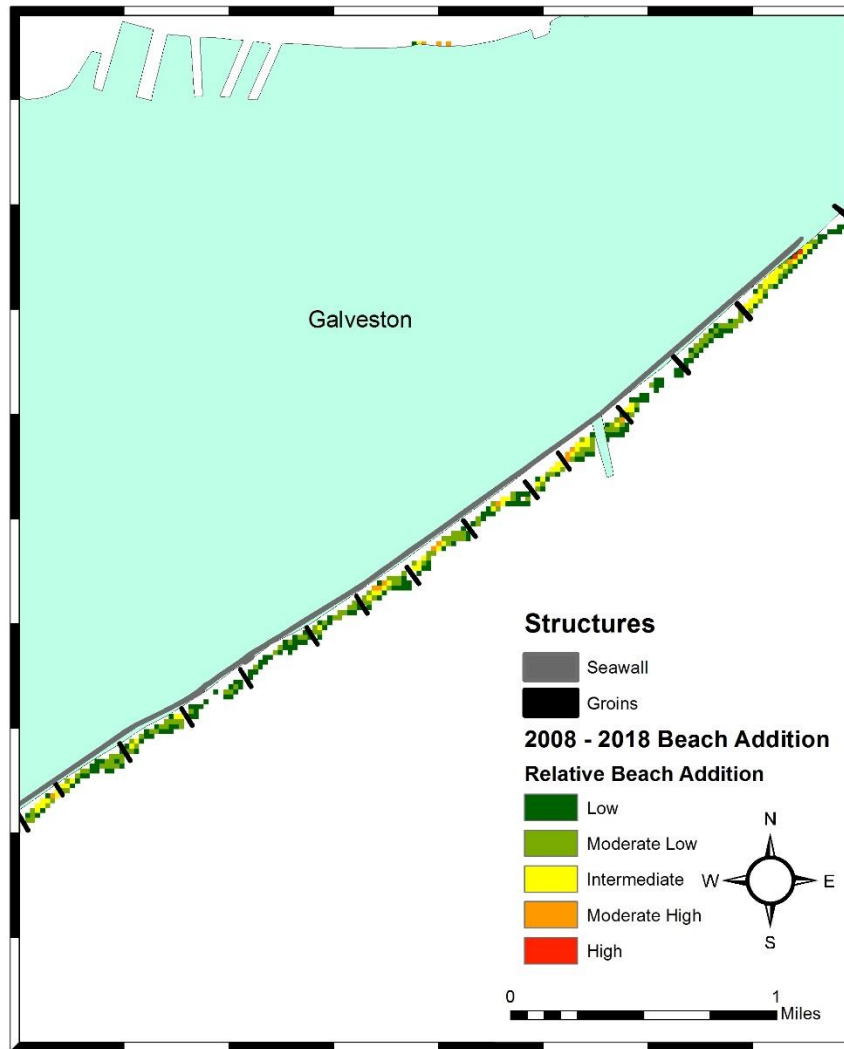 Galveston
Structures
Seawall
Groins
2008 - 2018 Beach Addition
Relative Beach Addition
Low
Moderate Low
Intermediate
Moderate High
High
N
W E
S
0 1
Miles